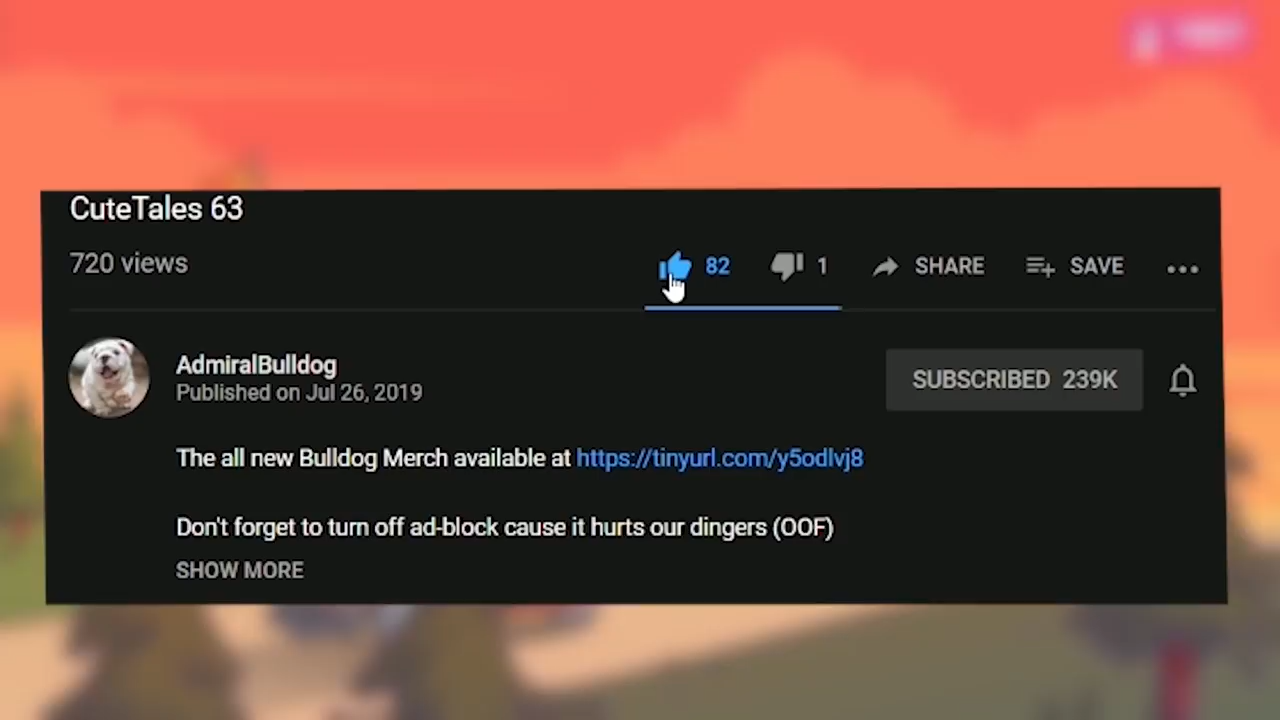 CuteTales 63
720 views
82 1 SHARE SAVE
AdmiralBulldog
Published on Jul 26, 2019
SUBSCRIBED 239K
The all new Bulldog Merch available at https://tinyurl.com/y5odlvj8
Don't forget to turn off ad-block cause it hurts our dingers (OOF)
SHOW MORE